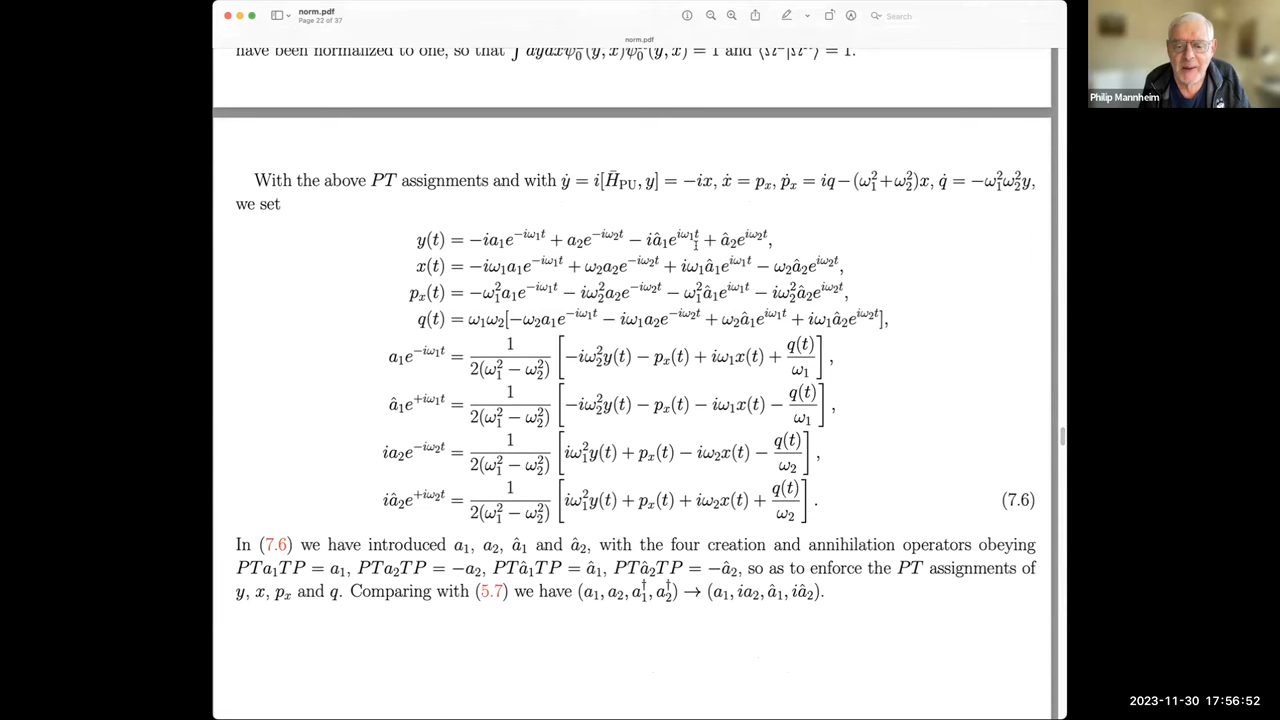 norm.pdf
Page 22 of 37
Search
norm.pdf
have been normalized to one, so that ∫ dydxψ₀⁻(y, x)ψ₀⁺(y, x) = 1 and ⟨Ω⁻|Ω⁺⟩ = 1.
With the above PT assignments and with ẏ = i[H̄_PU, y] = −ix, ẋ = p_x, ṗ_x = iq−(ω₁²+ω₂²)x, q̇ = −ω₁²ω₂²y,
we set
y(t) = −ia₁e^{−iω₁t} + a₂e^{−iω₂t} − iâ₁e^{iω₁t} + â₂e^{iω₂t},
x(t) = −iω₁a₁e^{−iω₁t} + ω₂a₂e^{−iω₂t} + iω₁â₁e^{iω₁t} − ω₂â₂e^{iω₂t},
p_x(t) = −ω₁²a₁e^{−iω₁t} − iω₂²a₂e^{−iω₂t} − ω₁²â₁e^{iω₁t} − iω₂²â₂e^{iω₂t},
q(t) = ω₁ω₂[−ω₂a₁e^{−iω₁t} − iω₁a₂e^{−iω₂t} + ω₂â₁e^{iω₁t} + iω₁â₂e^{iω₂t}],
a₁e^{−iω₁t} = 1/(2(ω₁² − ω₂²)) [−iω₂²y(t) − p_x(t) + iω₁x(t) + q(t)/ω₁],
â₁e^{+iω₁t} = 1/(2(ω₁² − ω₂²)) [−iω₂²y(t) − p_x(t) − iω₁x(t) − q(t)/ω₁],
ia₂e^{−iω₂t} = 1/(2(ω₁² − ω₂²)) [iω₁²y(t) + p_x(t) − iω₂x(t) − q(t)/ω₂],
iâ₂e^{+iω₂t} = 1/(2(ω₁² − ω₂²)) [iω₁²y(t) + p_x(t) + iω₂x(t) + q(t)/ω₂]. (7.6)
In (7.6) we have introduced a₁, a₂, â₁ and â₂, with the four creation and annihilation operators obeying
PTa₁TP = a₁, PTa₂TP = −a₂, PTâ₁TP = â₁, PTâ₂TP = −â₂, so as to enforce the PT assignments of
y, x, p_x and q. Comparing with (5.7) we have (a₁, a₂, a₁†, a₂†) → (a₁, ia₂, â₁, iâ₂).
Philip Mannheim
2023-11-30 17:56:52